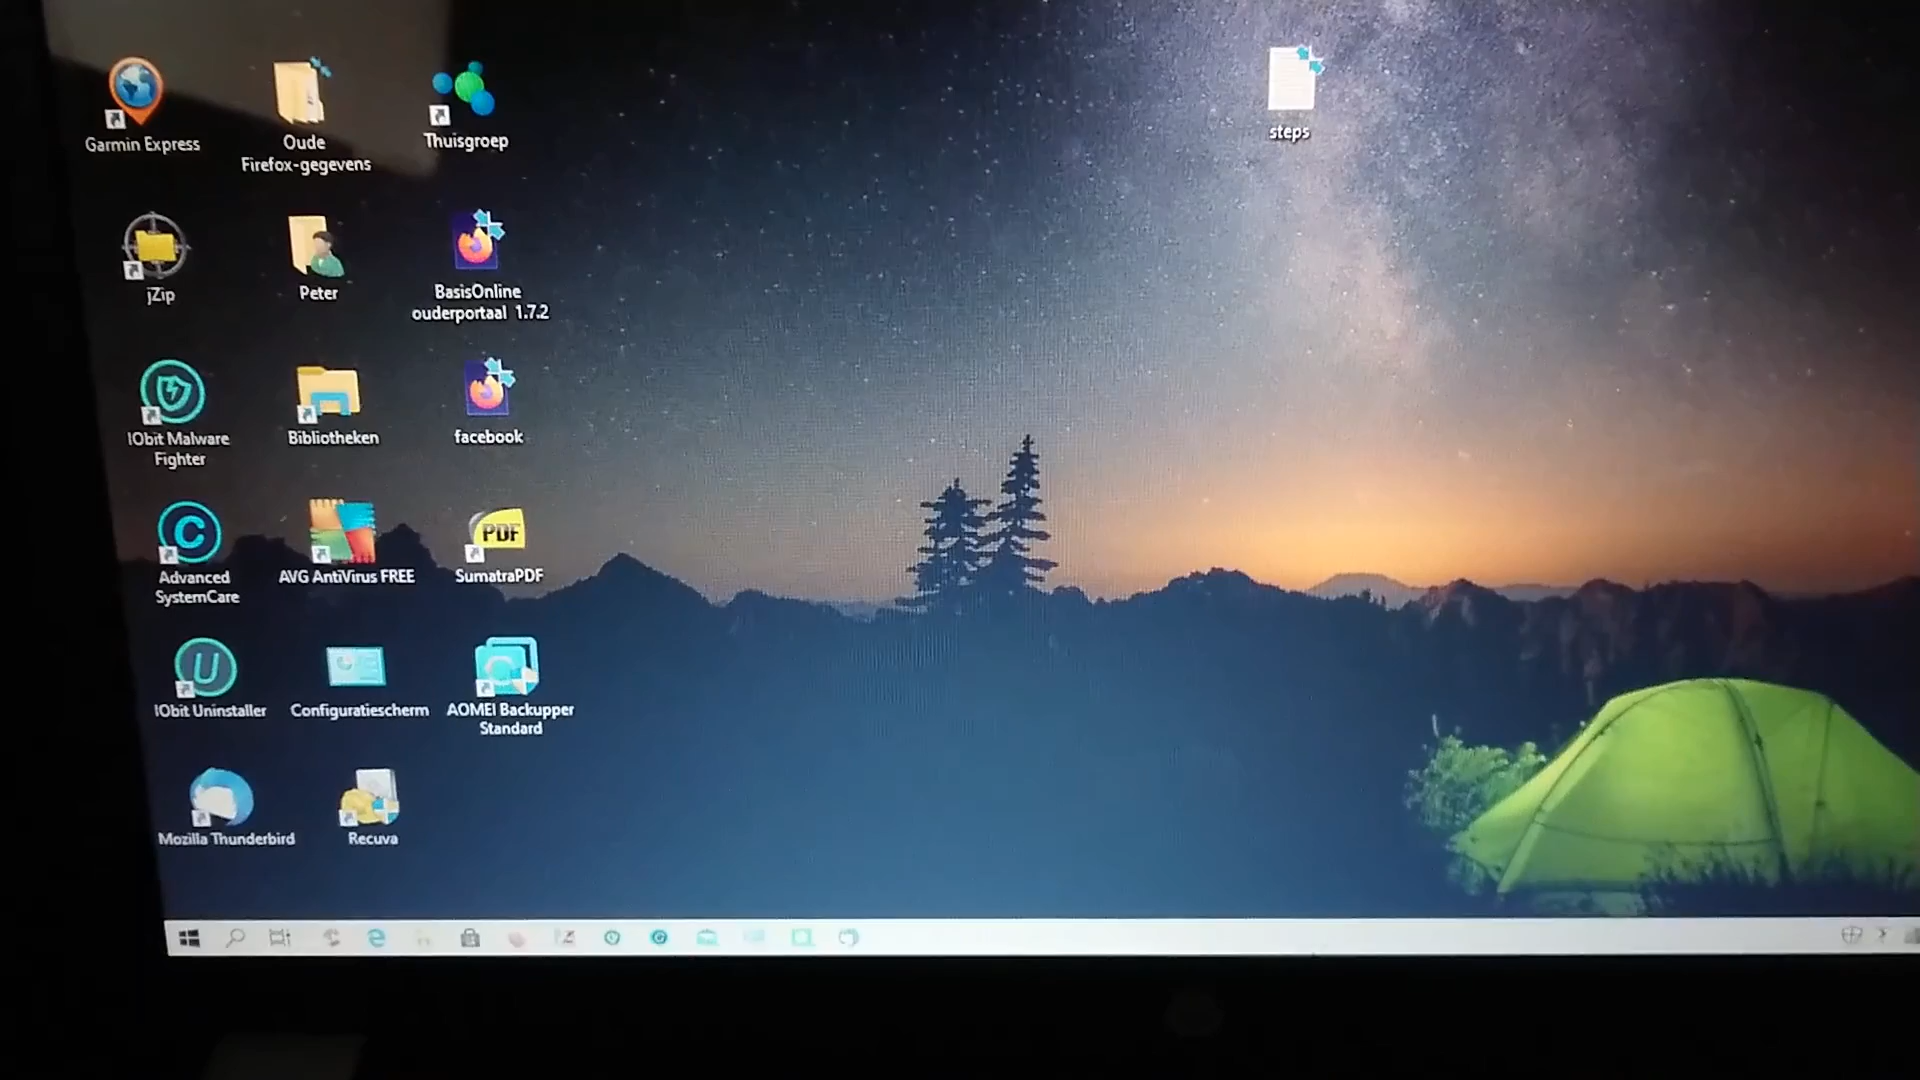 Garmin Express
Oude
Firefox-gegevens
Thuisgroep
steps
jZip
Peter
BasisOnline
ouderportaal 1.7.2
IObit Malware
Fighter
Bibliotheken
facebook
Advanced
SystemCare
AVG AntiVirus FREE
PDF
SumatraPDF
IObit Uninstaller
Configuratiescherm
AOMEI Backupper
Standard
Mozilla Thunderbird
Recuva